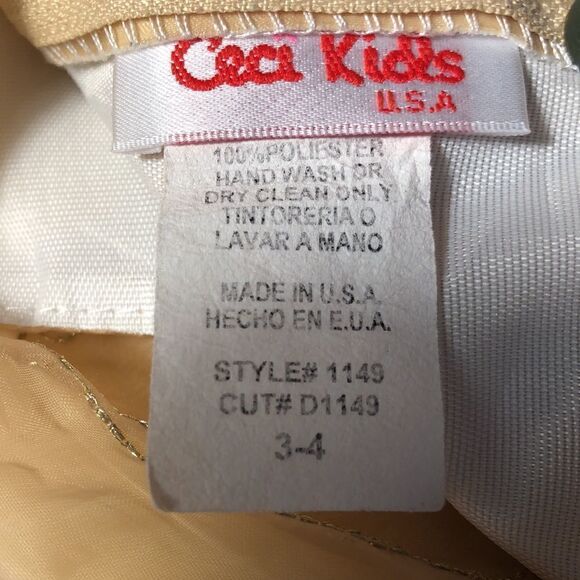 Ceci Kids
U.S.A
100%POLIESTER
HAND WASH OR
DRY CLEAN ONLY
TINTORERIA O
LAVAR A MANO
MADE IN U.S.A.
HECHO EN E.U.A.
STYLE# 1149
CUT# D1149
3-4